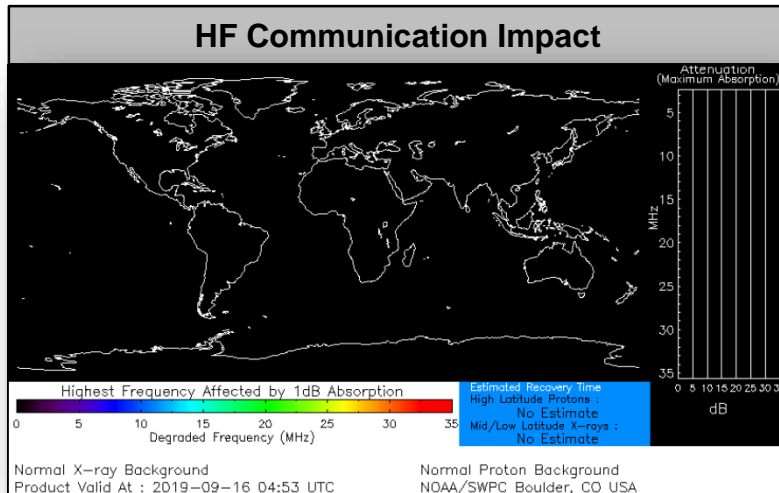 HF Communication Impact
Attenuation
(Maximum Absorption)
5
10
15
20
25
30
35
MHz
0 5 10 15 20 25 30
dB
Highest Frequency Affected by 1dB Absorption
0 5 10 15 20 25 30 35
Degraded Frequency (MHz)
Estimated Recovery Time
High Latitude Protons :
No Estimate
Mid/Low Latitude X-rays :
No Estimate
Normal X-ray Background
Product Valid At : 2019-09-16 04:53 UTC
Normal Proton Background
NOAA/SWPC Boulder, CO USA